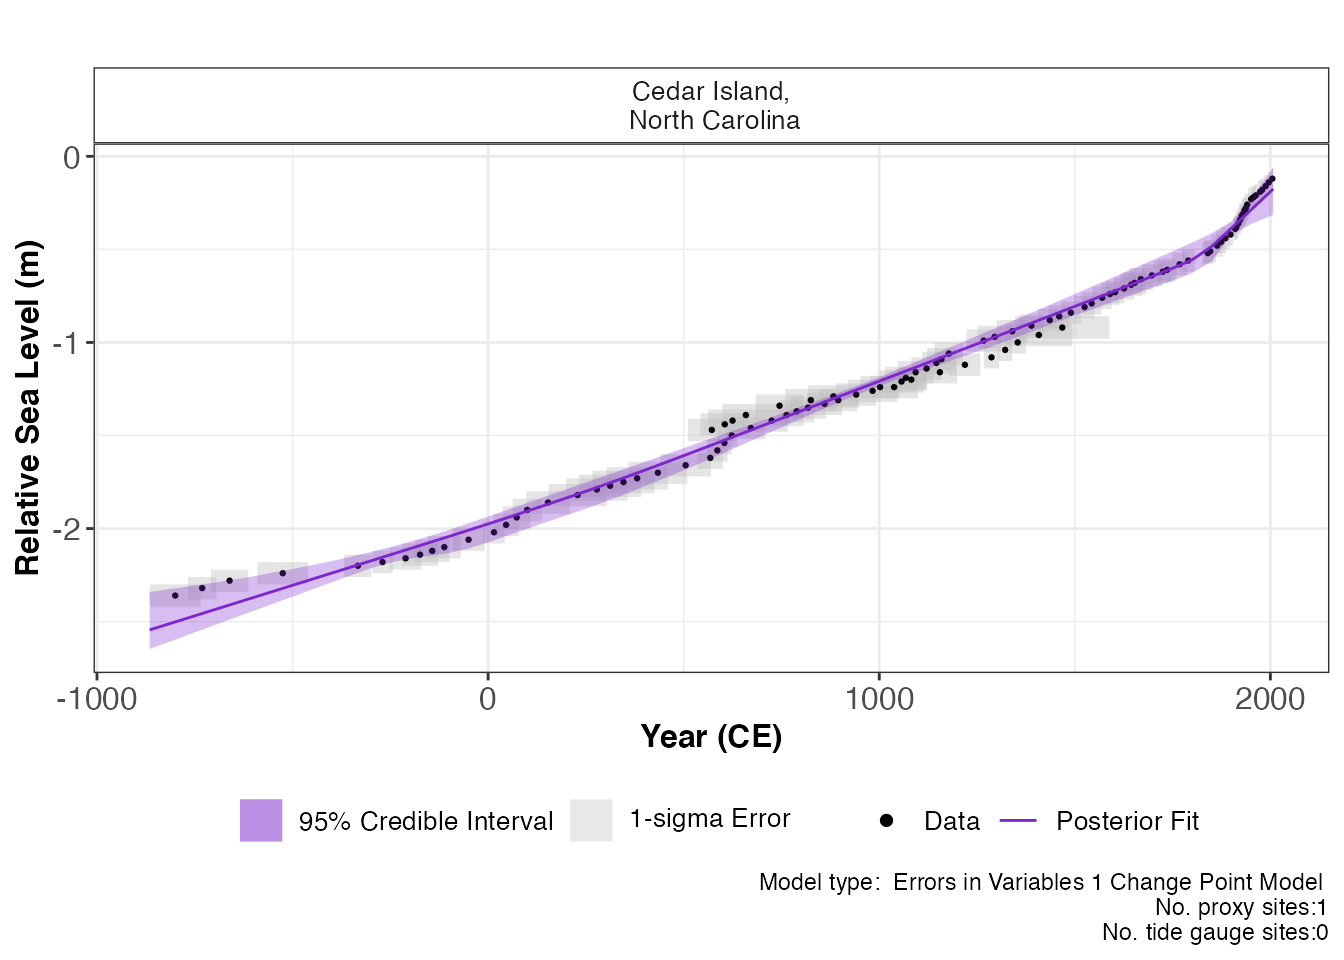 Cedar Island,
North Carolina
0
-1
-2
Relative Sea Level (m)
-1000
0
1000
2000
Year (CE)
95% Credible Interval
1-sigma Error
Data
Posterior Fit
Model type:  Errors in Variables 1 Change Point Model
No. proxy sites:1
No. tide gauge sites:0